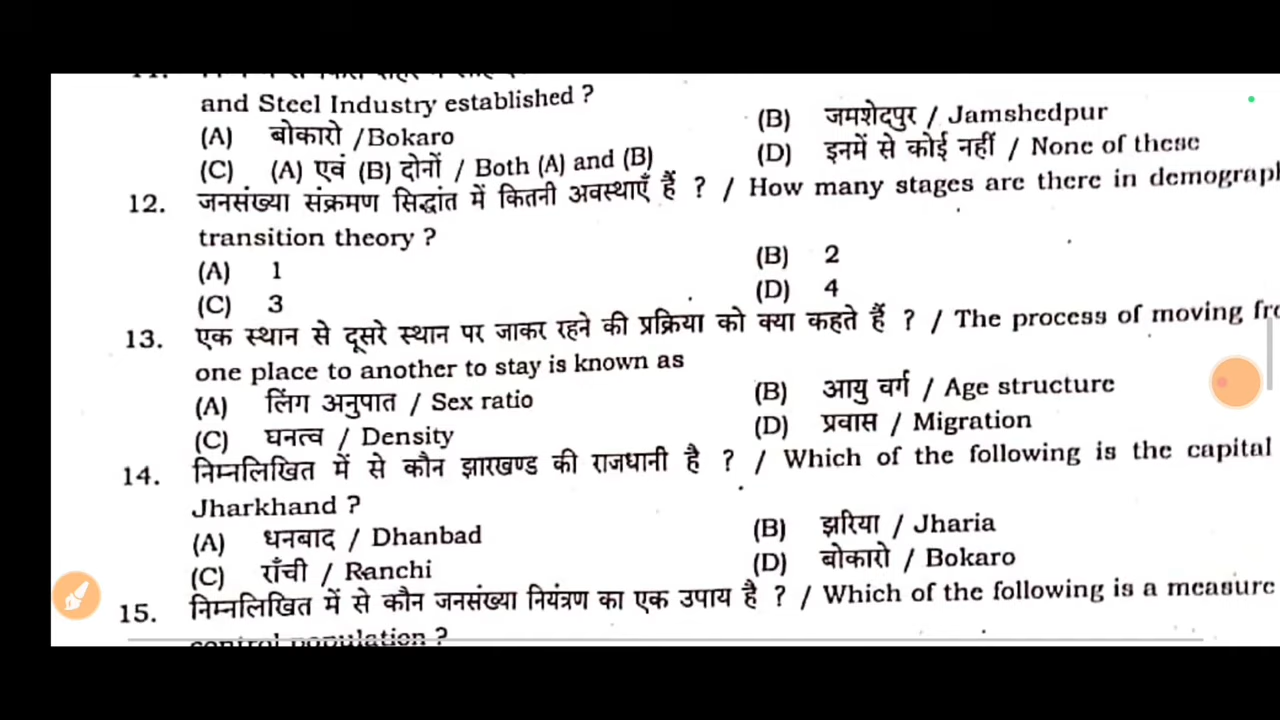 11.
and Steel Industry established ?
(A) बोकारो /Bokaro (B) जमशेदपुर / Jamshedpur
(C) (A) एवं (B) दोनों / Both (A) and (B) (D) इनमें से कोई नहीं / None of these
12. जनसंख्या संक्रमण सिद्धांत में कितनी अवस्थाएँ हैं ? / How many stages are there in demograph
transition theory ?
(A) 1 (B) 2
(C) 3 (D) 4
13. एक स्थान से दूसरे स्थान पर जाकर रहने की प्रक्रिया को क्या कहते हैं ? / The process of moving fro
one place to another to stay is known as
(A) लिंग अनुपात / Sex ratio (B) आयु वर्ग / Age structure
(C) घनत्व / Density (D) प्रवास / Migration
14. निम्नलिखित में से कौन झारखण्ड की राजधानी है ? / Which of the following is the capital
Jharkhand ?
(A) धनबाद / Dhanbad (B) झरिया / Jharia
(C) राँची / Ranchi (D) बोकारो / Bokaro
15. निम्नलिखित में से कौन जनसंख्या नियंत्रण का एक उपाय है ? / Which of the following is a measure
control population ?